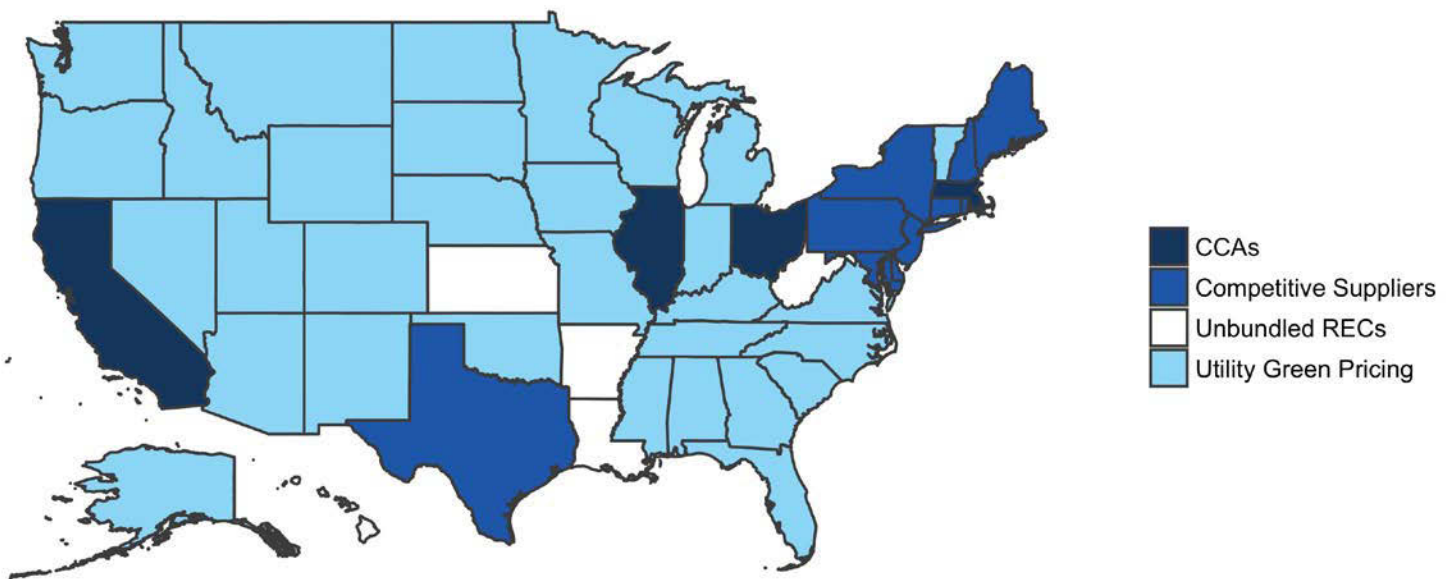 CCAs
Competitive Suppliers
Unbundled RECs
Utility Green Pricing